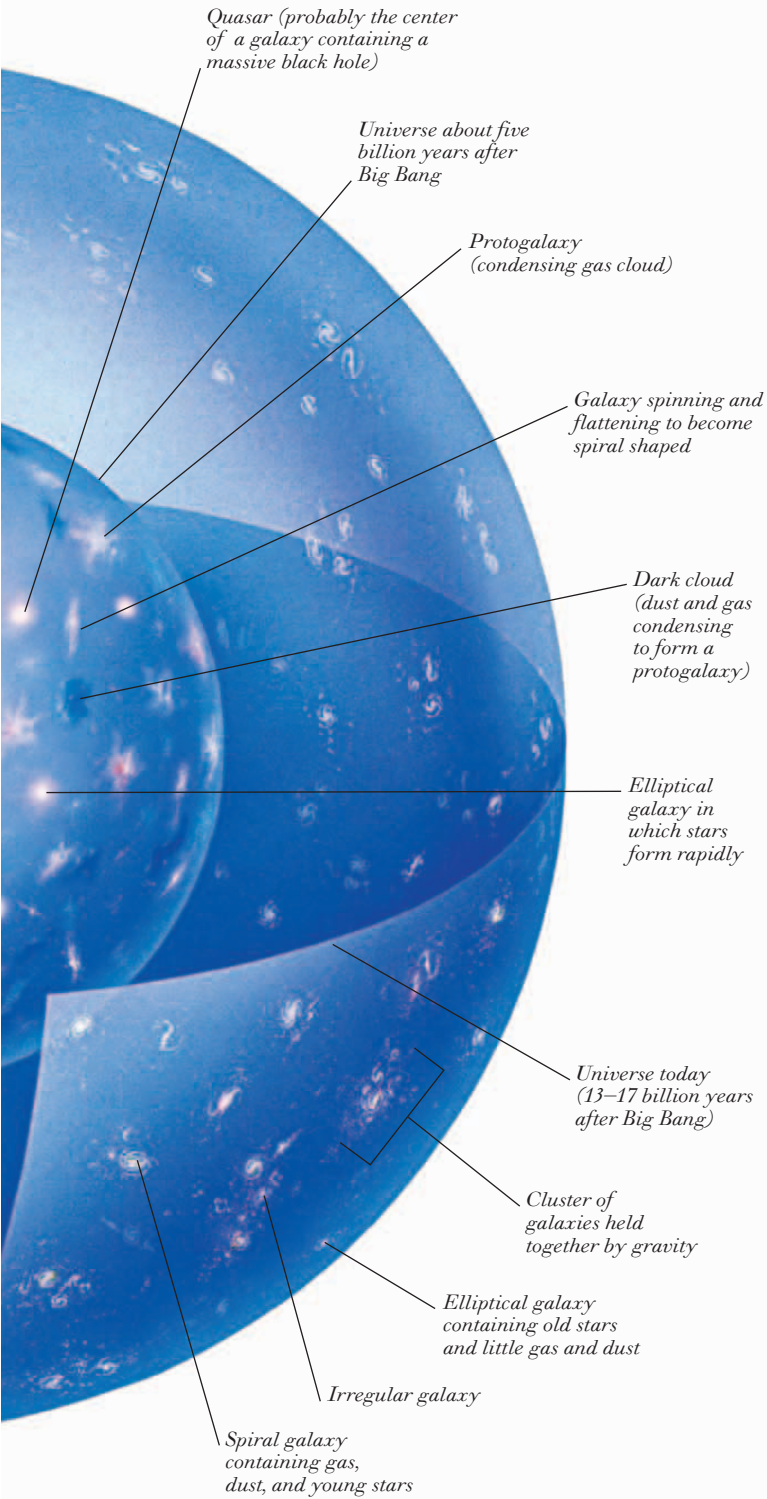 Quasar (probably the center
of a galaxy containing a
massive black hole)
Universe about five
billion years after
Big Bang
Protogalaxy
(condensing gas cloud)
Galaxy spinning and
flattening to become
spiral shaped
Dark cloud
(dust and gas
condensing
to form a
protogalaxy)
Elliptical
galaxy in
which stars
form rapidly
Universe today
(13–17 billion years
after Big Bang)
Cluster of
galaxies held
together by gravity
Elliptical galaxy
containing old stars
and little gas and dust
Irregular galaxy
Spiral galaxy
containing gas,
dust, and young stars